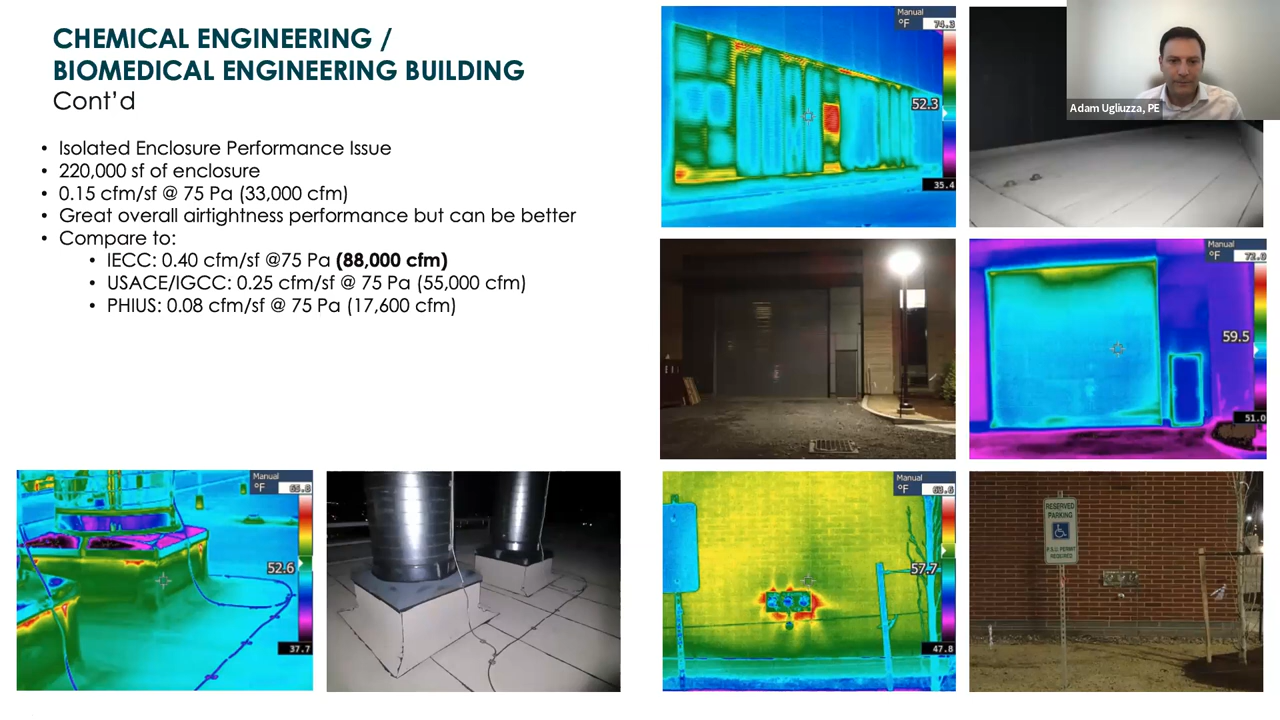 CHEMICAL ENGINEERING /
BIOMEDICAL ENGINEERING BUILDING
Cont'd
• Isolated Enclosure Performance Issue
• 220,000 sf of enclosure
• 0.15 cfm/sf @ 75 Pa (33,000 cfm)
• Great overall airtightness performance but can be better
• Compare to:
• IECC: 0.40 cfm/sf @75 Pa (88,000 cfm)
• USACE/IGCC: 0.25 cfm/sf @ 75 Pa (55,000 cfm)
• PHIUS: 0.08 cfm/sf @ 75 Pa (17,600 cfm)
Manual
°F 74.3
52.3
35.4
Adam Ugliuzza, PE
Manual
°F 72.0
59.5
51.0
Manual
°F
52.6
37.7
Manual
°F
57.7
47.8
RESERVED
PARKING
P.S.U. PERMIT
REQUIRED